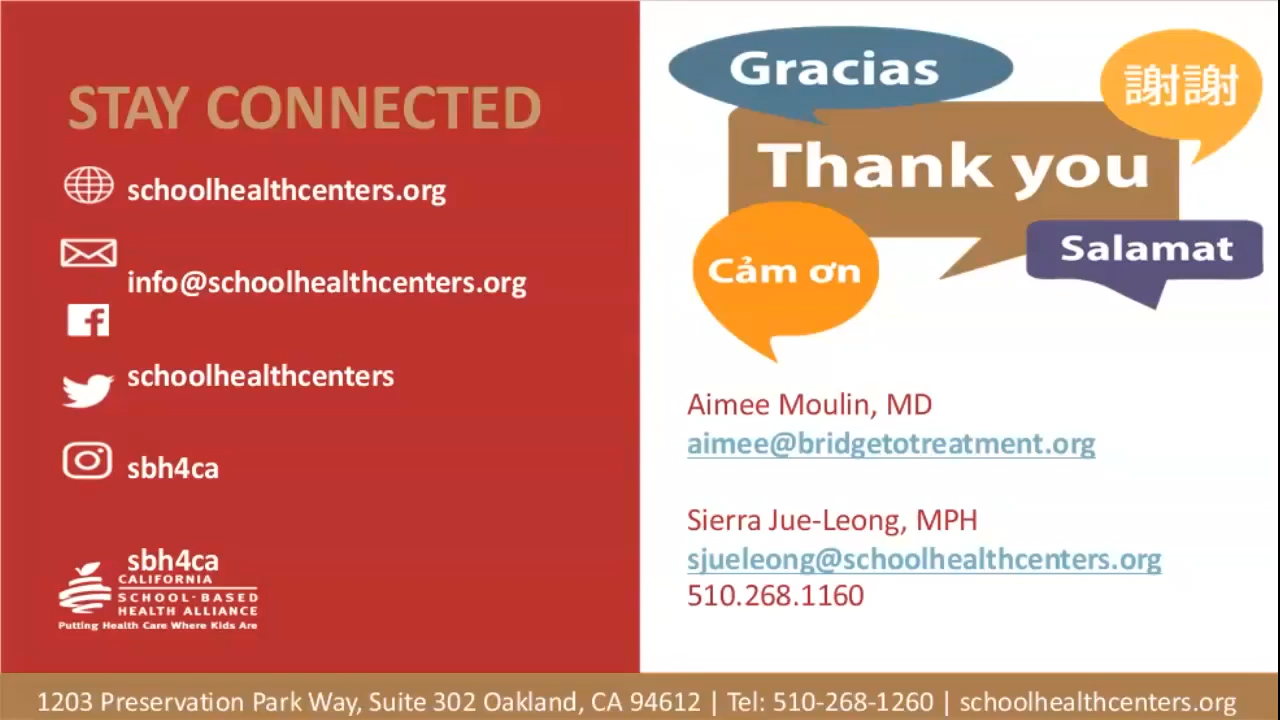 STAY CONNECTED
schoolhealthcenters.org
info@schoolhealthcenters.org
schoolhealthcenters
sbh4ca
sbh4ca
CALIFORNIA
SCHOOL-BASED
HEALTH ALLIANCE
Putting Health Care Where Kids Are
Gracias
謝謝
Thank you
Salamat
Cảm ơn
Aimee Moulin, MD
aimee@bridgetotreatment.org
Sierra Jue-Leong, MPH
sjueleong@schoolhealthcenters.org
510.268.1160
1203 Preservation Park Way, Suite 302 Oakland, CA 94612 | Tel: 510-268-1260 | schoolhealthcenters.org